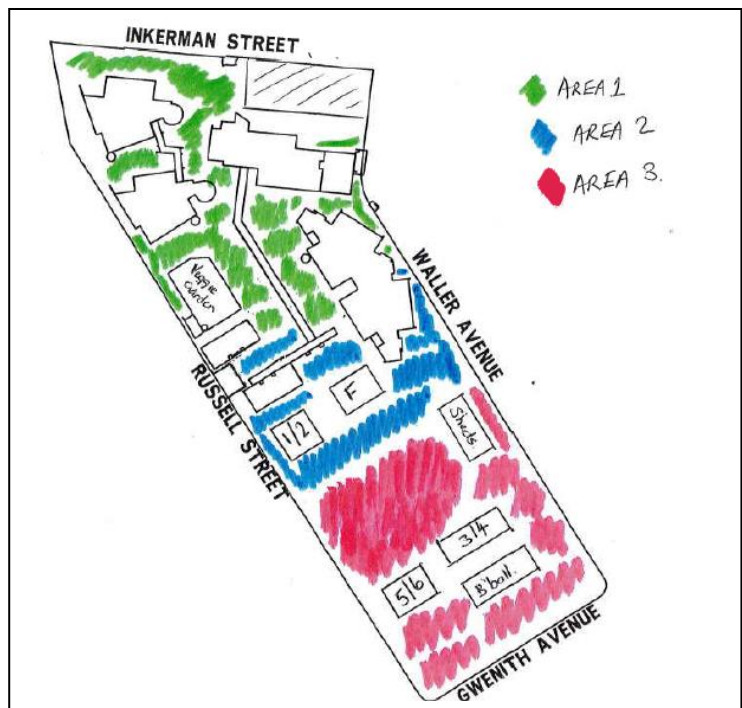 INKERMAN STREET
AREA 1
AREA 2
AREA 3.
Veggie
Garden
WALLER AVENUE
RUSSELL STREET
F
1/2
Sheds
3/4
5/6
B'ball.
GWENITH AVENUE